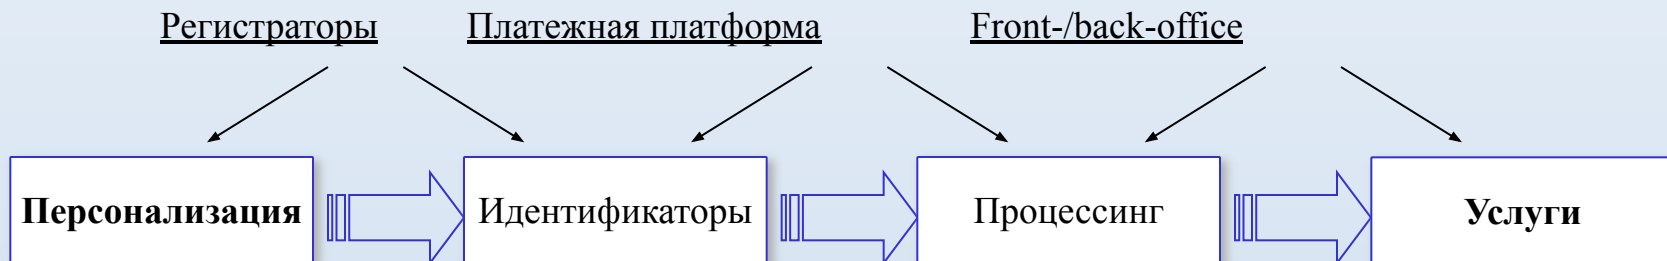 Регистраторы Платежная платформа Front-/back-office
Персонализация Идентификаторы Процессинг Услуги